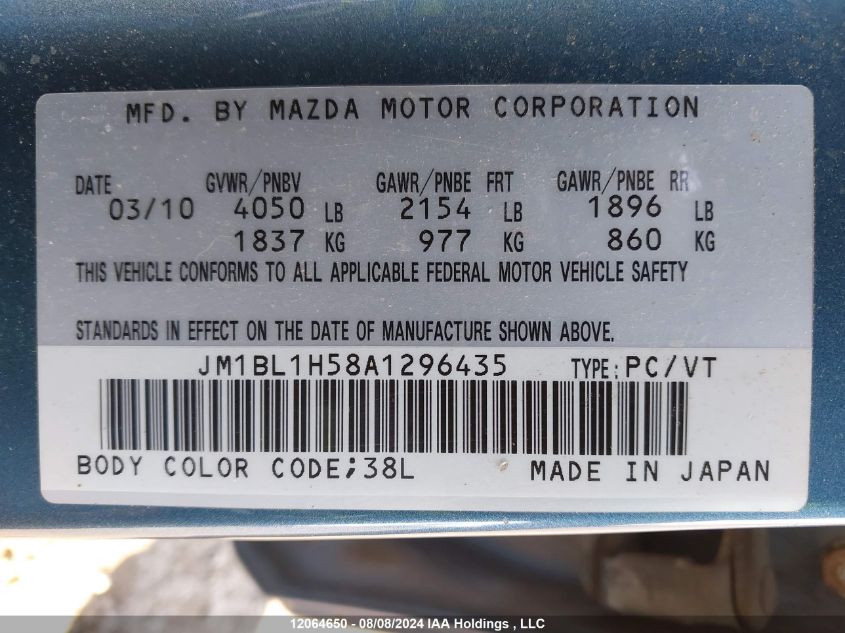 MFD. BY MAZDA MOTOR CORPORATION
DATE GVWR/PNBV GAWR/PNBE FRT GAWR/PNBE RR
03/10 4050 LB 2154 LB 1896 LB
1837 KG 977 KG 860 KG
THIS VEHICLE CONFORMS TO ALL APPLICABLE FEDERAL MOTOR VEHICLE SAFETY
STANDARDS IN EFFECT ON THE DATE OF MANUFACTURE SHOWN ABOVE.
JM1BL1H58A1296435 TYPE:PC/VT
BODY COLOR CODE;38L MADE IN JAPAN
12064650 - 08/08/2024 IAA Holdings , LLC